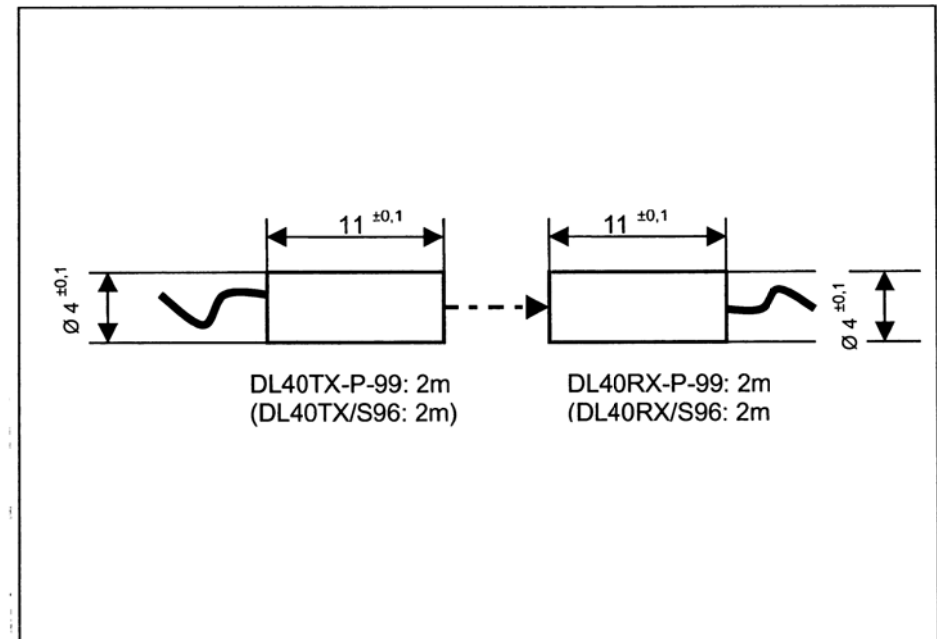 11 ±0,1
11 ±0,1
Ø 4 ±0,1
Ø 4 ±0,1
DL40TX-P-99: 2m
(DL40TX/S96: 2m)
DL40RX-P-99: 2m
(DL40RX/S96: 2m